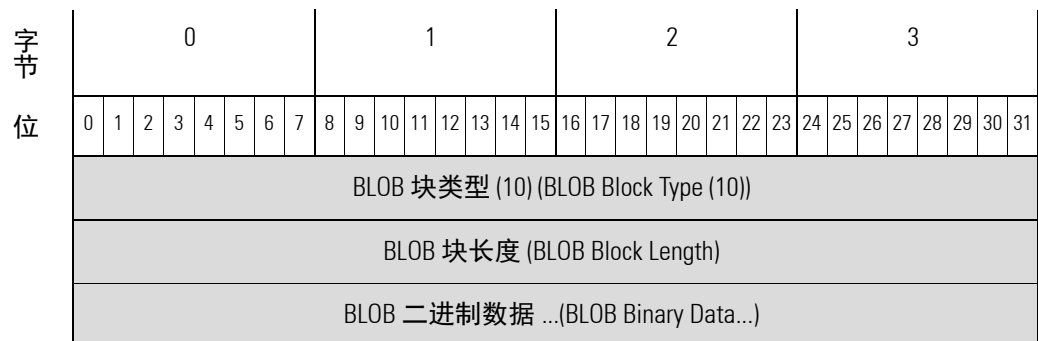 字节 0 1 2 3
位 0 1 2 3 4 5 6 7 8 9 10 11 12 13 14 15 16 17 18 19 20 21 22 23 24 25 26 27 28 29 30 31
BLOB 块类型 (10) (BLOB Block Type (10))
BLOB 块长度 (BLOB Block Length)
BLOB 二进制数据 ...(BLOB Binary Data...)